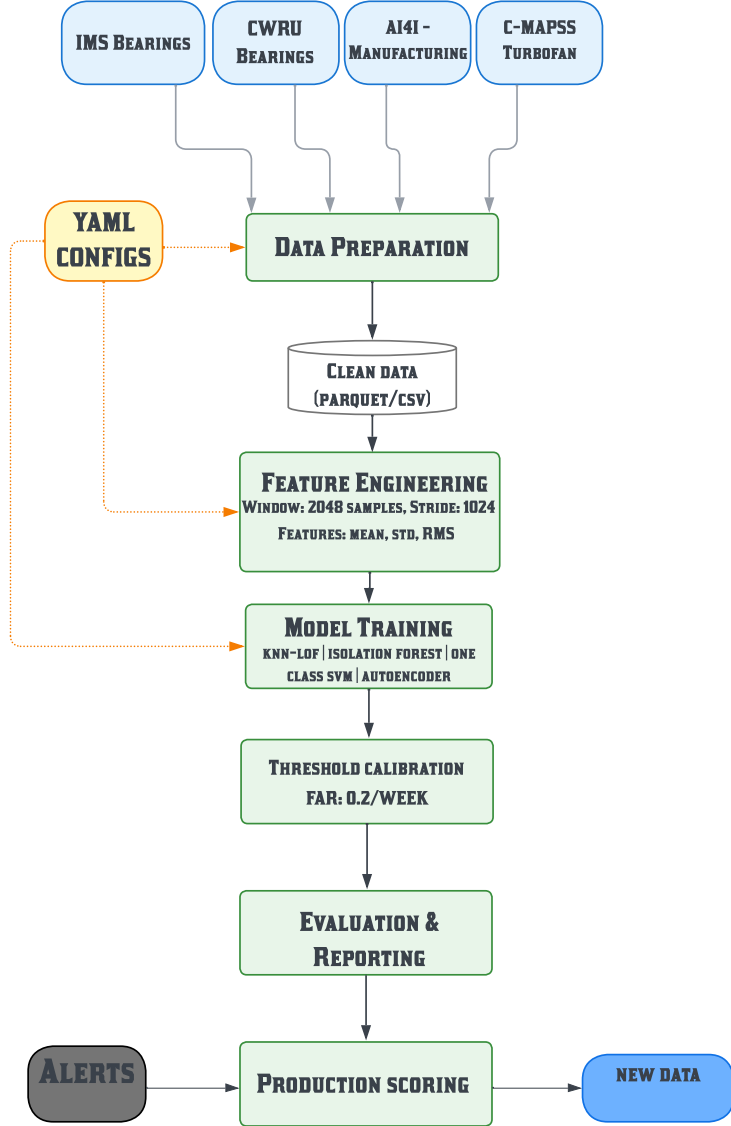 IMS Bearings
CWRU
Bearings
AI4I -
Manufacturing
C-MAPSS
Turbofan
YAML
CONFIGS
Data Preparation
Clean data
(parquet/csv)
Feature Engineering
Window: 2048 samples, Stride: 1024
Features: mean, std, RMS
Model Training
kNN-LOF | Isolation Forest | One
Class SVM | Autoencoder
Threshold calibration
FAR: 0.2/WEEK
Evaluation &
Reporting
Alerts
Production scoring
new data